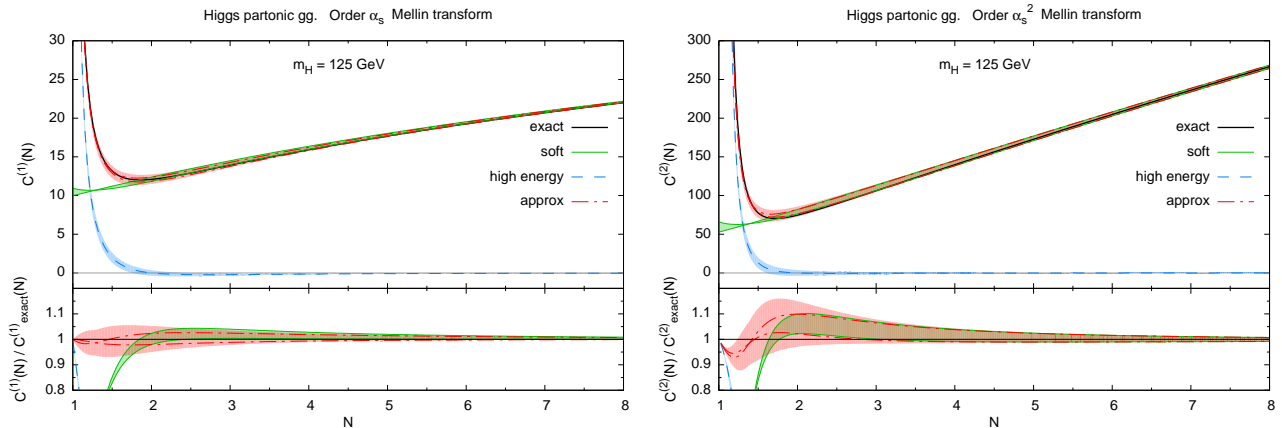 Higgs partonic gg. Order αs Mellin transform
C(1)(N)
30
25
20
15
10
5
0
m_H = 125 GeV
exact
soft
high energy
approx
C(1)(N) / C(1)exact(N)
1.1
1
0.9
0.8
1 2 3 4 5 6 7 8
N
Higgs partonic gg. Order αs² Mellin transform
C(2)(N)
300
250
200
150
100
50
0
m_H = 125 GeV
exact
soft
high energy
approx
C(2)(N) / C(2)exact(N)
1.1
1
0.9
0.8
1 2 3 4 5 6 7 8
N